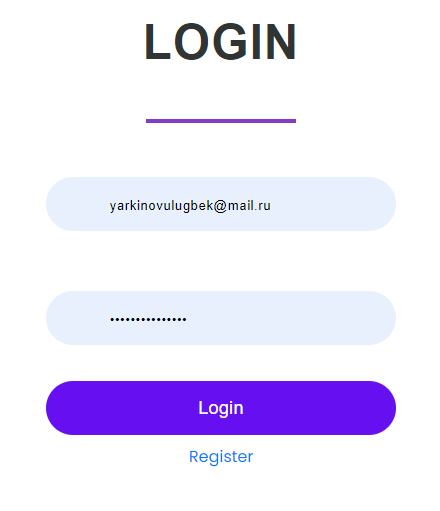 LOGIN
yarkinovulugbek@mail.ru
•••••••••••••••
Login
Register